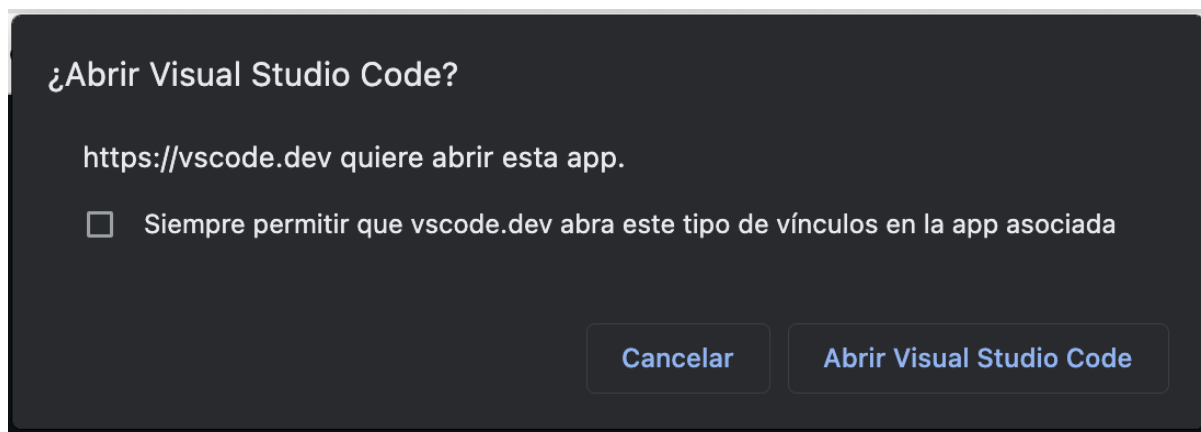 ¿Abrir Visual Studio Code?
https://vscode.dev quiere abrir esta app.
Siempre permitir que vscode.dev abra este tipo de vínculos en la app asociada
Cancelar
Abrir Visual Studio Code